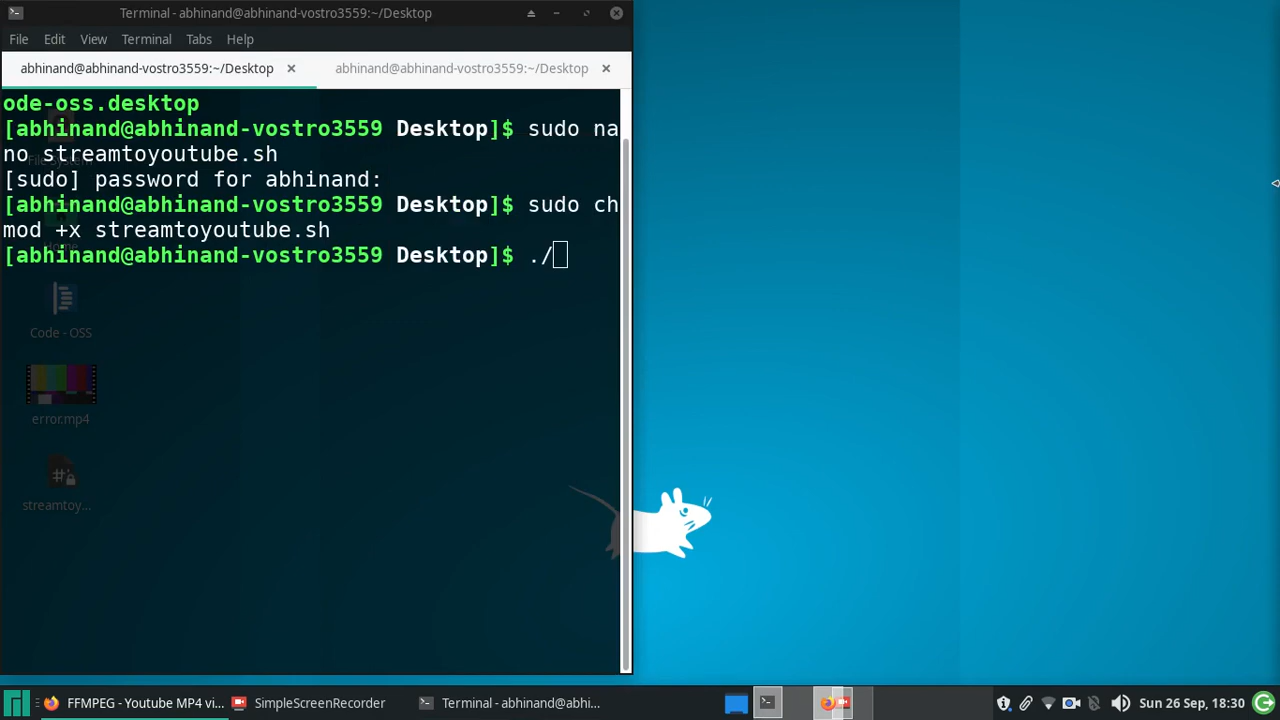 Terminal - abhinand@abhinand-vostro3559:~/Desktop
File Edit View Terminal Tabs Help
abhinand@abhinand-vostro3559:~/Desktop
abhinand@abhinand-vostro3559:~/Desktop
ode-oss.desktop
[abhinand@abhinand-vostro3559 Desktop]$ sudo na
no streamtoyoutube.sh
[sudo] password for abhinand:
[abhinand@abhinand-vostro3559 Desktop]$ sudo ch
mod +x streamtoyoutube.sh
[abhinand@abhinand-vostro3559 Desktop]$ ./
File System
Home
Code - OSS
error.mp4
streamtoy...
FFMPEG - Youtube MP4 vi...
SimpleScreenRecorder
Terminal - abhinand@abhi...
Sun 26 Sep, 18:30